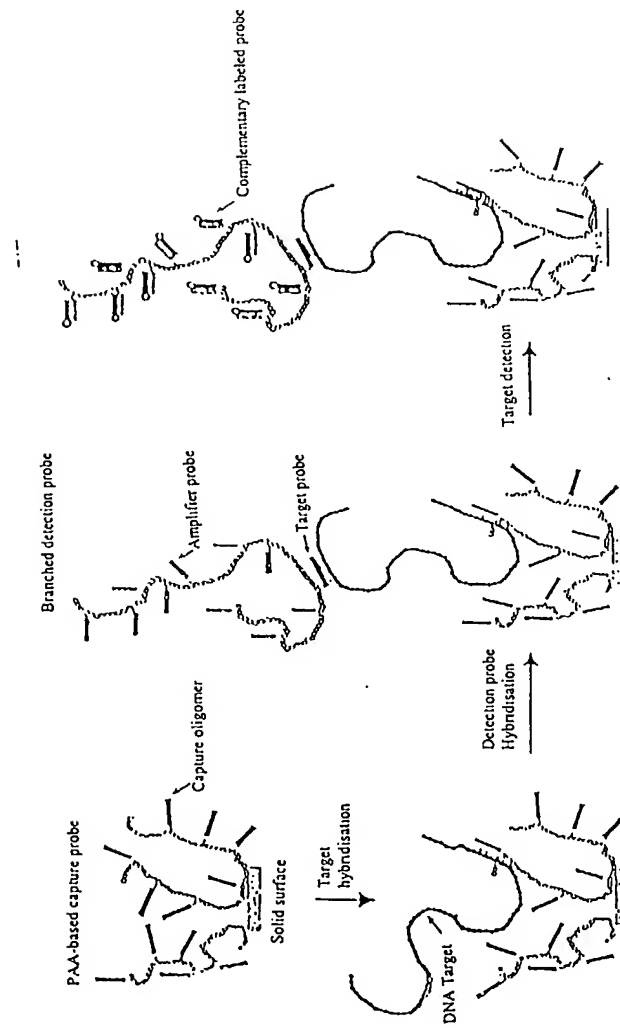 PAA-based capture probe
Capture oligomer
Solid surface
Target
hybridisation
DNA Target
Detection probe
Hybridisation
Branched detection probe
Amplifier probe
Target probe
Target detection
Complementary labeled probe